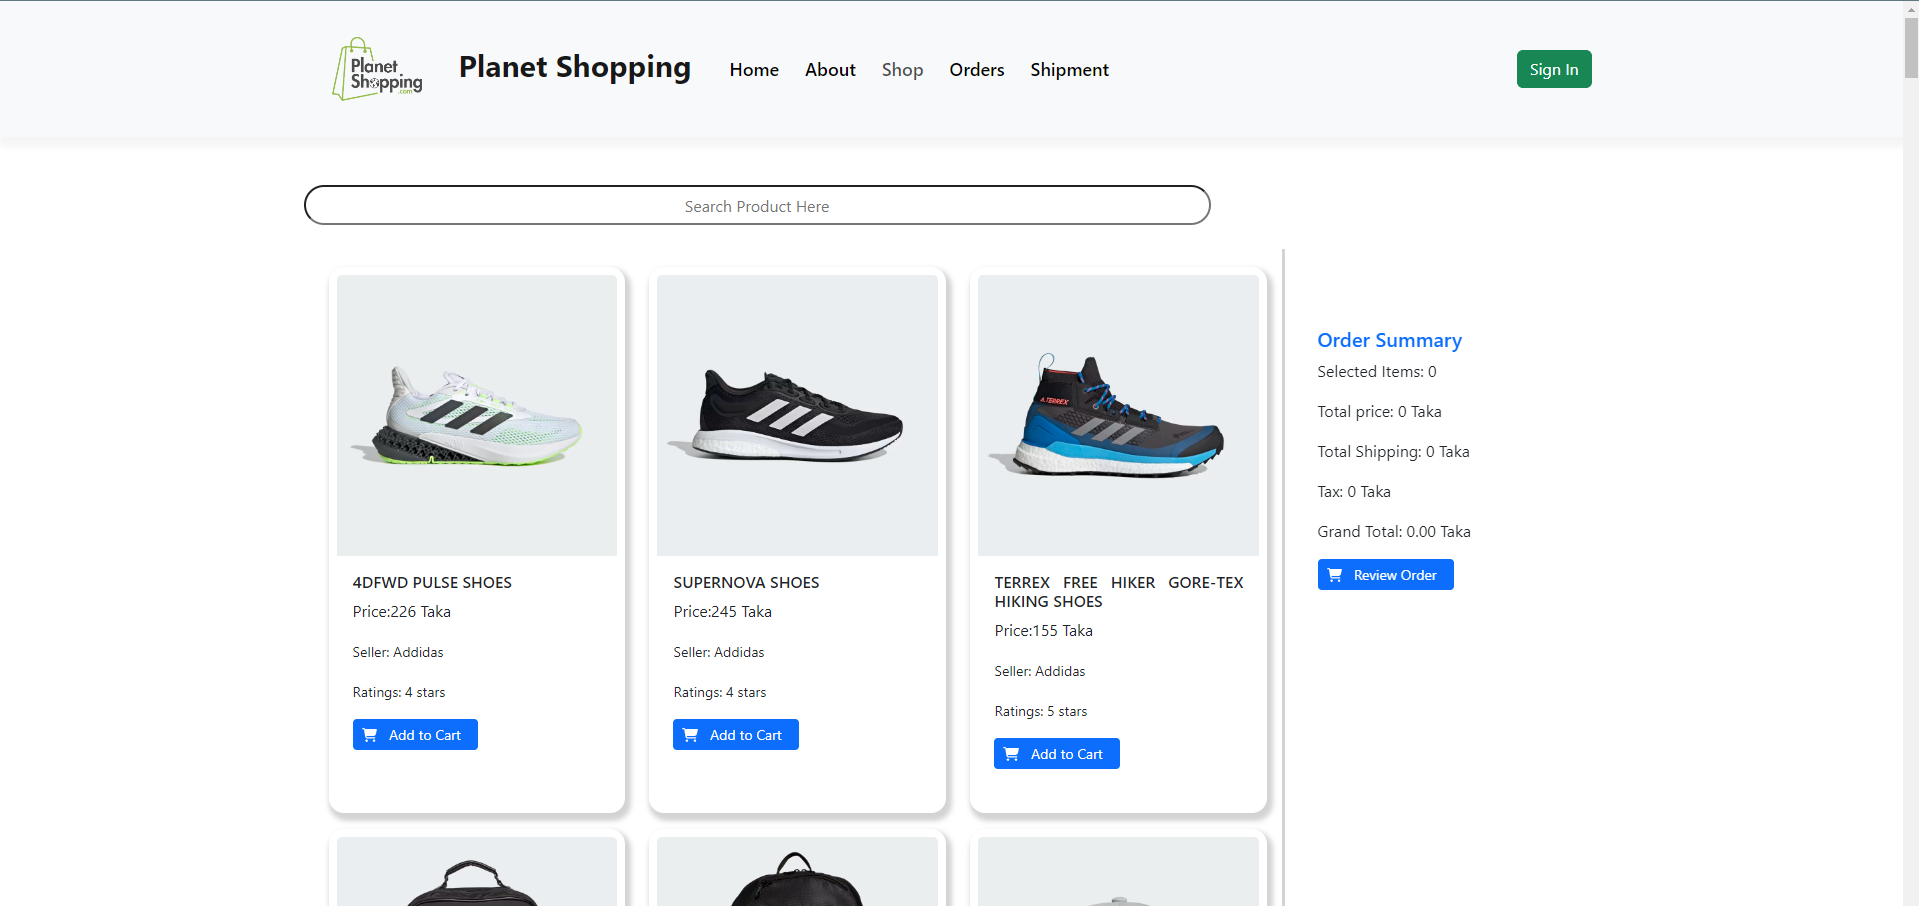 Planet
Shopping
.com
Planet Shopping
Home
About
Shop
Orders
Shipment
Sign In
Search Product Here
4DFWD PULSE SHOES
Price:226 Taka
Seller: Addidas
Ratings: 4 stars
Add to Cart
SUPERNOVA SHOES
Price:245 Taka
Seller: Addidas
Ratings: 4 stars
Add to Cart
A.TERREX
TERREX FREE HIKER GORE-TEX
HIKING SHOES
Price:155 Taka
Seller: Addidas
Ratings: 5 stars
Add to Cart
Order Summary
Selected Items: 0
Total price: 0 Taka
Total Shipping: 0 Taka
Tax: 0 Taka
Grand Total: 0.00 Taka
Review Order